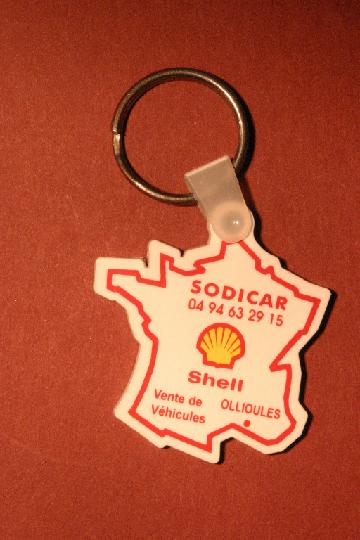 SODICAR
04 94 63 29 15
Shell
Vente de
Véhicules
OLLIOULES